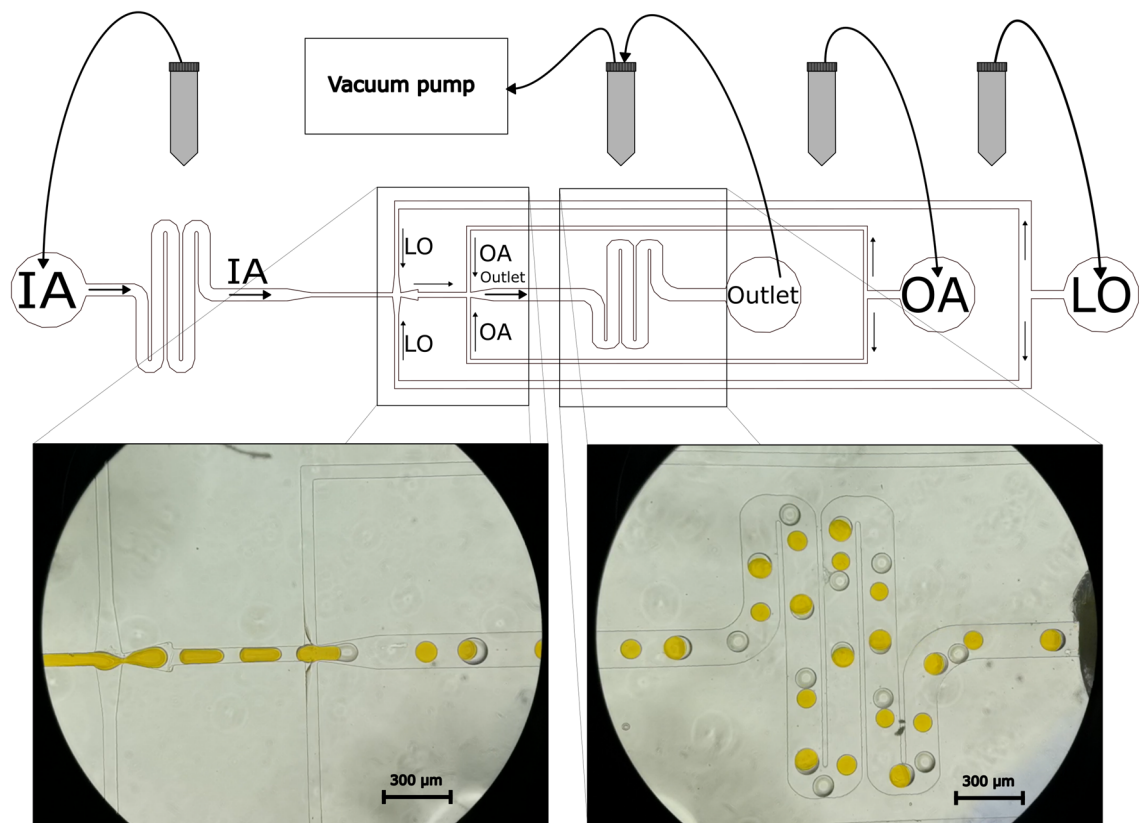 Vacuum pump
IA
IA
LO
LO
OA
Outlet
OA
Outlet
OA
LO
300 µm
300 µm